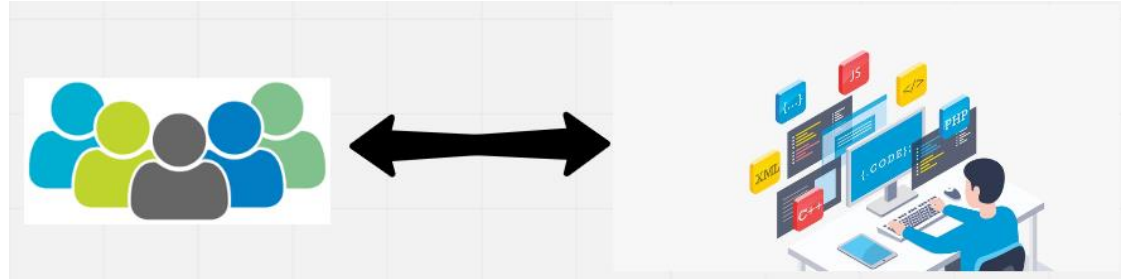 JS
</>
{...}
PHP
{.CODE};
XML
C++